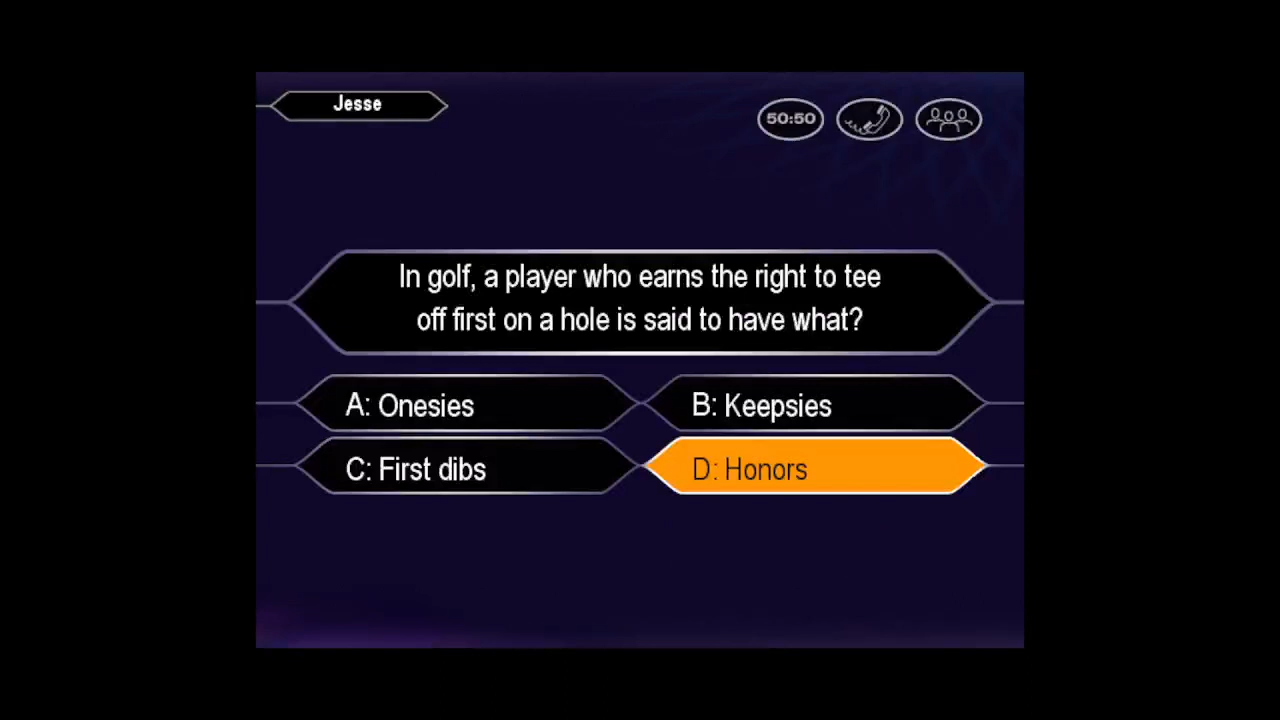 Jesse
50:50
In golf, a player who earns the right to tee
off first on a hole is said to have what?
A: Onesies
B: Keepsies
C: First dibs
D: Honors